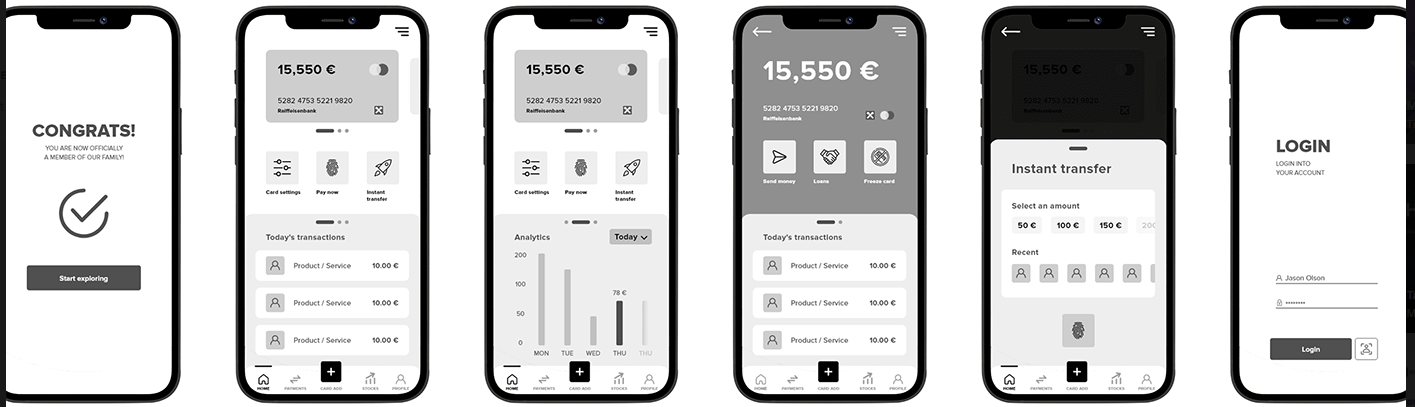 CONGRATS!
YOU ARE NOW OFFICIALLY
A MEMBER OF OUR FAMILY!
Start exploring
15,550 €
5282 4753 5221 9820
Raiffeisenbank
Card settings
Pay now
Instant
transfer
Today's transactions
Product / Service 10.00 €
Product / Service 10.00 €
Product / Service 10.00 €
HOME
PAYMENTS
CARD ADD
STOCKS
PROFILE
15,550 €
5282 4753 5221 9820
Raiffeisenbank
Card settings
Pay now
Instant
transfer
Analytics
Today
200
100
50
0
78 €
MON
TUE
WED
THU
THU
HOME
PAYMENTS
CARD ADD
STOCKS
PROFILE
15,550 €
5282 4753 5221 9820
Raiffeisenbank
Send money
Loans
Freeze card
Today's transactions
Product / Service 10.00 €
Product / Service 10.00 €
Product / Service 10.00 €
HOME
PAYMENTS
CARD ADD
STOCKS
PROFILE
15,550 €
5282 4753 5221 9820
Instant transfer
Select an amount
50 €
100 €
150 €
200
Recent
HOME
PAYMENTS
CARD ADD
STOCKS
PROFILE
LOGIN
LOGIN INTO
YOUR ACCOUNT
Jason Olson
Login